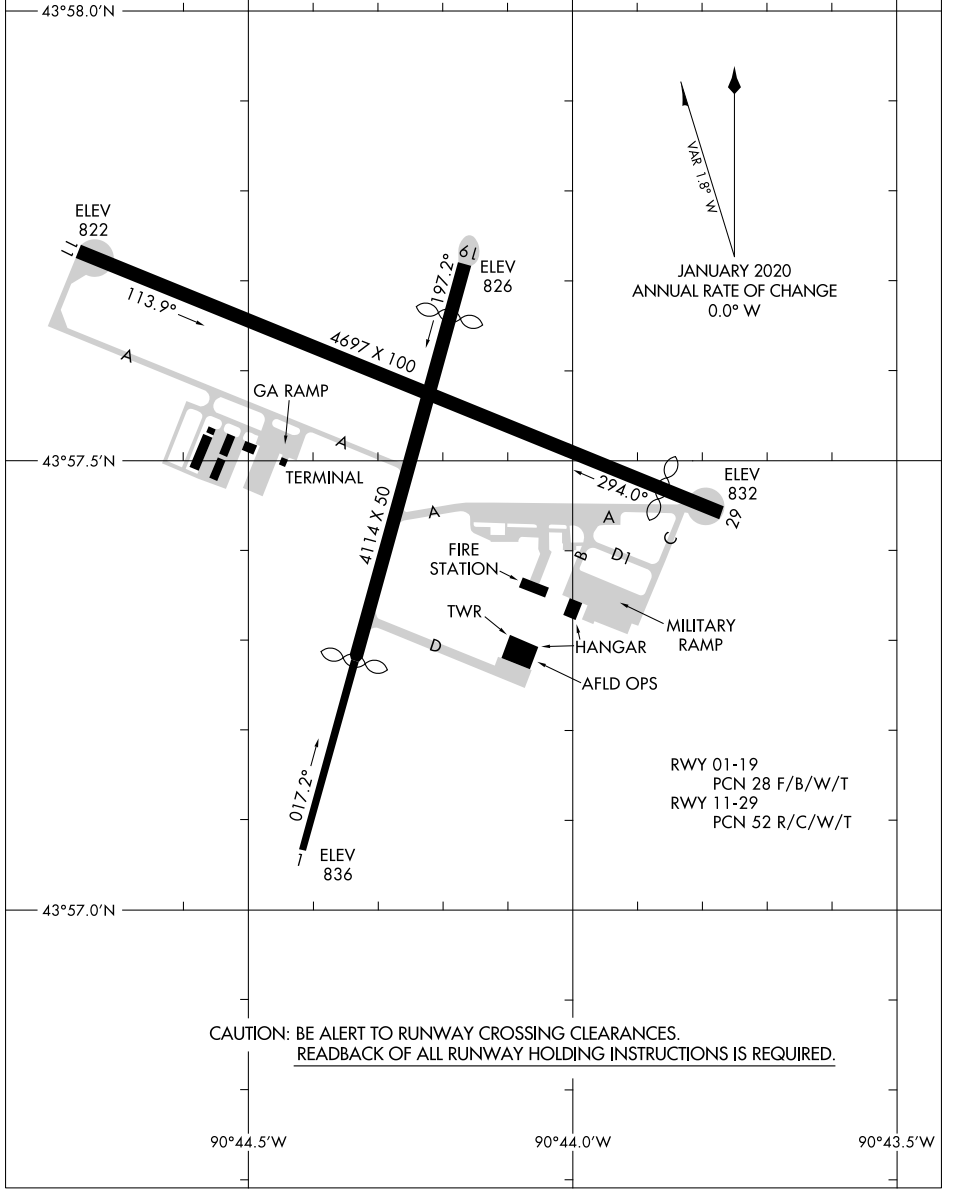 43°58.0'N
VAR 1.8° W
JANUARY 2020
ANNUAL RATE OF CHANGE
0.0° W
ELEV
822
11
113.9°
19
ELEV
826
197.2°
4697 X 100
A
GA RAMP
A
TERMINAL
43°57.5'N
294.0°
ELEV
832
29
4114 X 50
A
A
C
FIRE
STATION
B
D1
TWR
MILITARY
RAMP
HANGAR
D
AFLD OPS
017.2°
RWY 01-19
PCN 28 F/B/W/T
RWY 11-29
PCN 52 R/C/W/T
1
ELEV
836
43°57.0'N
CAUTION: BE ALERT TO RUNWAY CROSSING CLEARANCES.
READBACK OF ALL RUNWAY HOLDING INSTRUCTIONS IS REQUIRED.
90°44.5'W
90°44.0'W
90°43.5'W